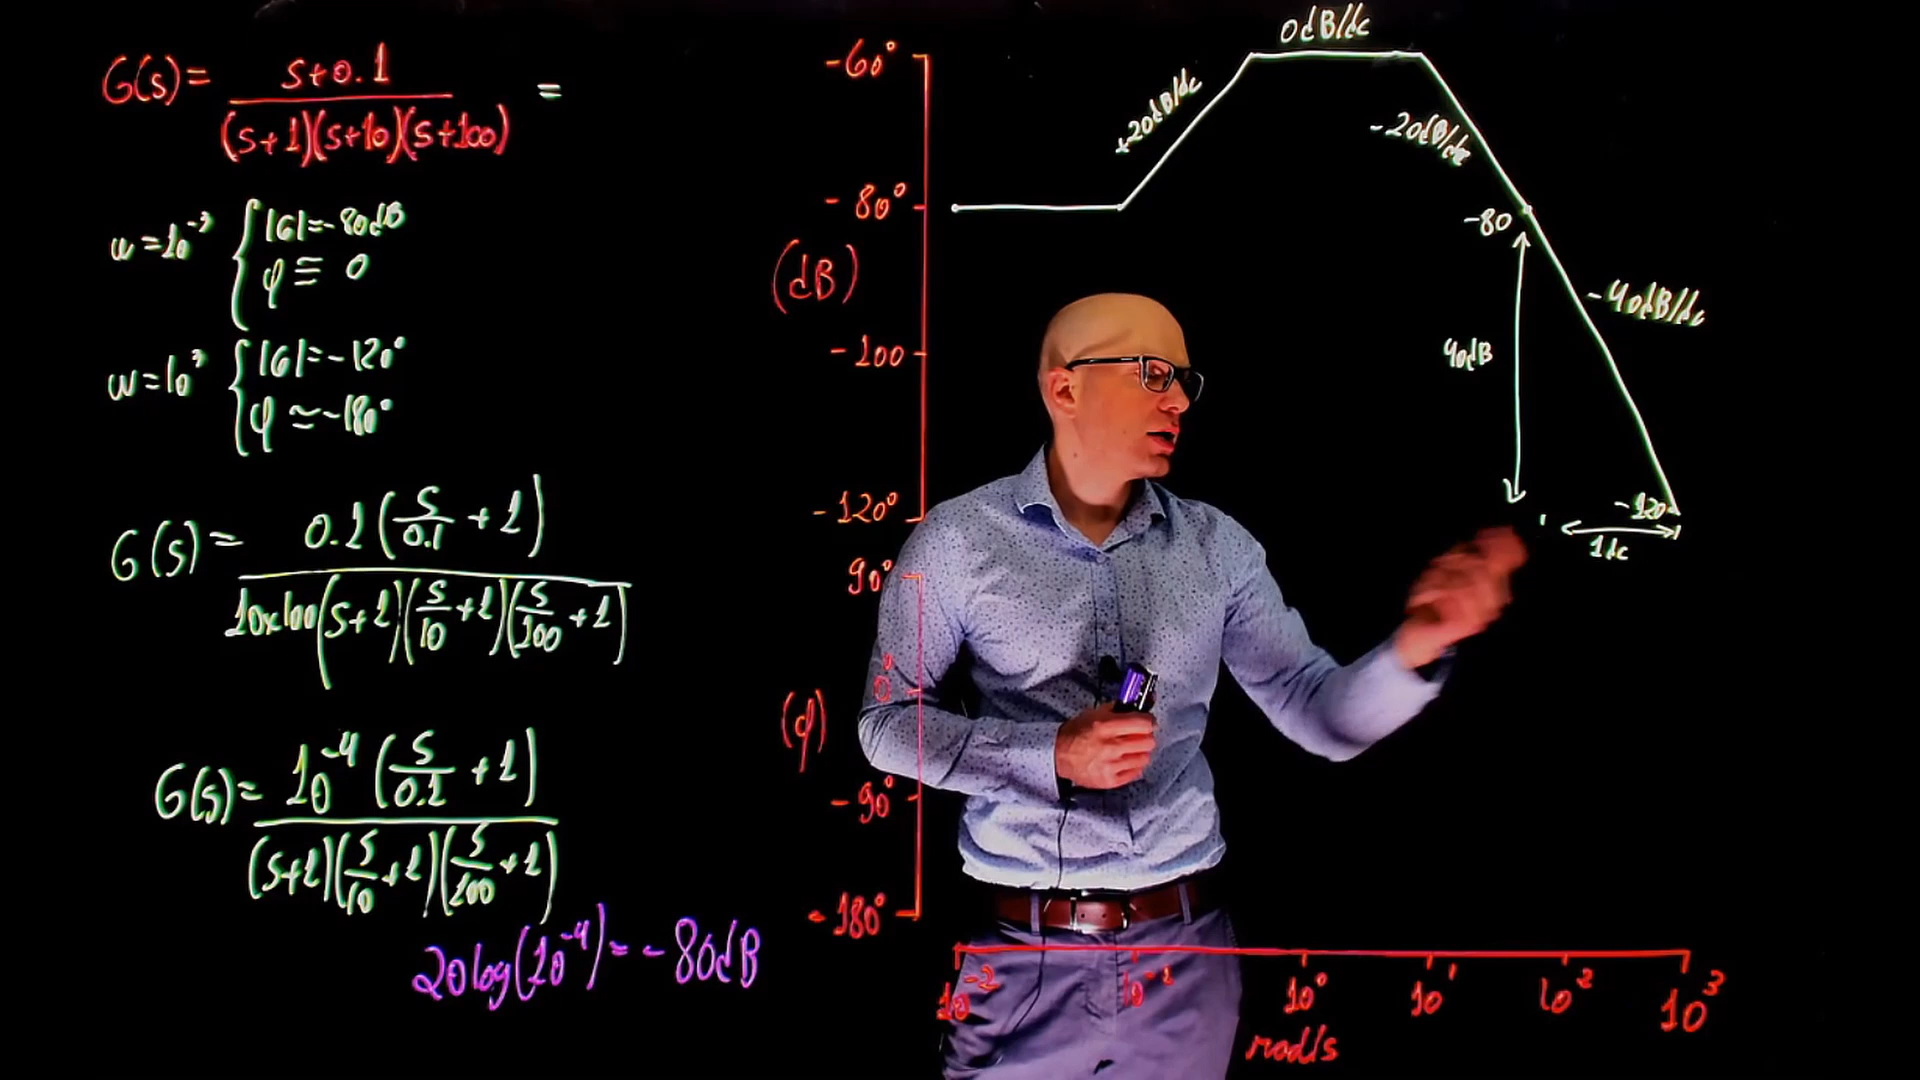 G(s) = s+0.1 / (s+1)(s+10)(s+100) =
w=10⁻³ { |G|=-80dB
φ ≅ 0
w=10³ { |G|=-120°
φ ≃ -180°
G(s) = 0.1 (s/0.1 + 1) / 10x100(s+1)(s/10 +1)(s/100 +1)
G(s) = 10⁻⁴ (s/0.1 + 1) / (s+1)(s/10 +1)(s/100 +1)
20log(10⁻⁴) = -80dB
-60°
-80°
(dB)
-100
-120°
90°
0°
(φ)
-90°
-180°
10⁻² 10⁻¹ 10⁰ 10¹ 10² 10³
rad/s
0dB/dc
+20dB/dc
-20dB/dc
-80
-40dB/dc
40dB
-120
1dc